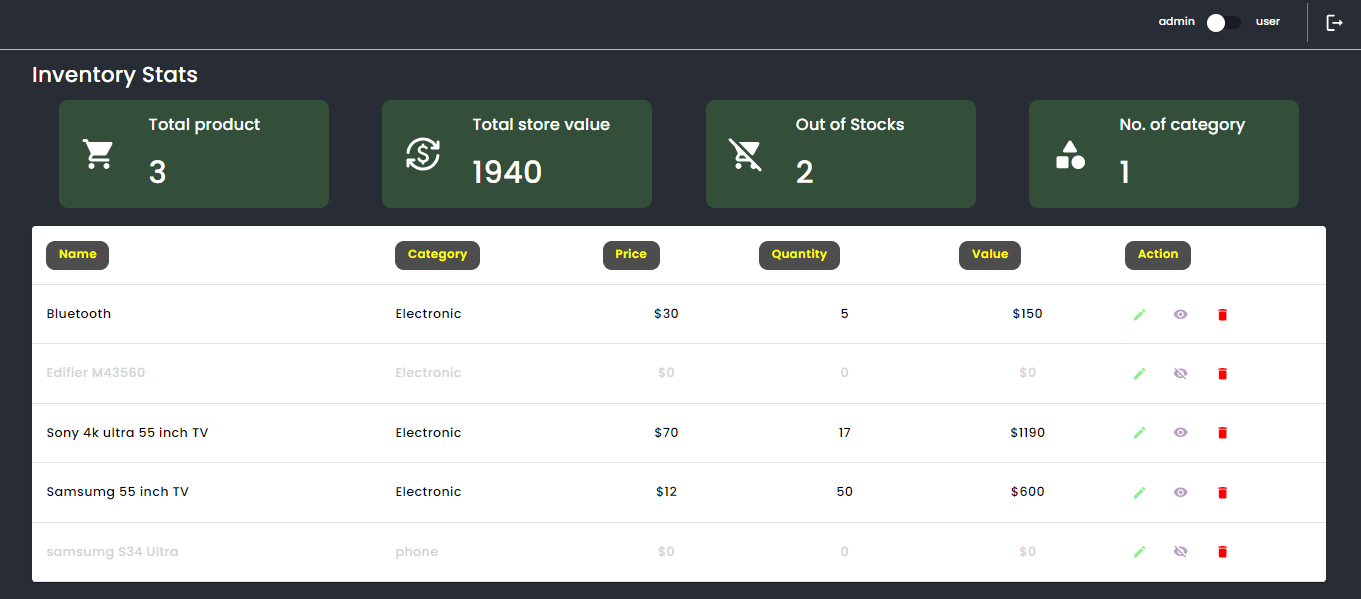 admin user
Inventory Stats
Total product Total store value Out of Stocks No. of category
3 1940 2 1
Name Category Price Quantity Value Action
Bluetooth Electronic $30 5 $150
Edifier M43560 Electronic $0 0 $0
Sony 4k ultra 55 inch TV Electronic $70 17 $1190
Samsumg 55 inch TV Electronic $12 50 $600
samsumg S34 Ultra phone $0 0 $0